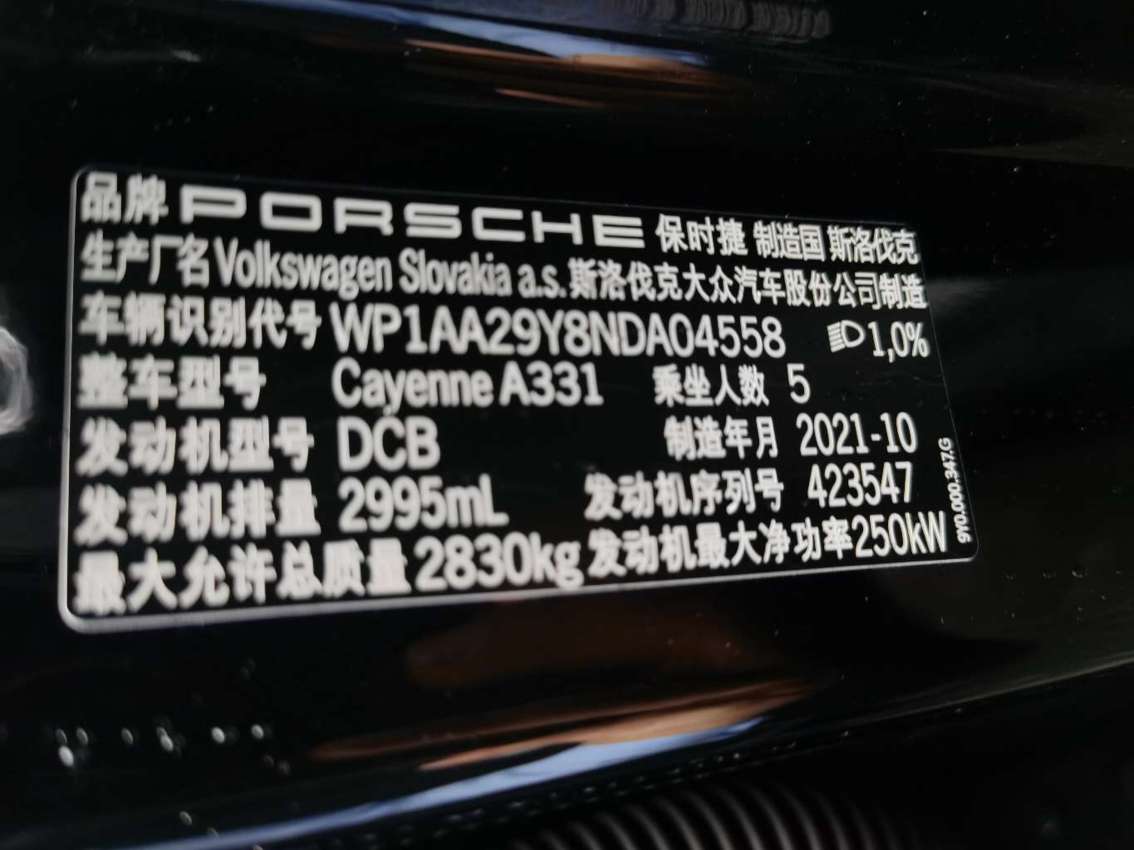 品牌 PORSCHE 保时捷 制造国 斯洛伐克
生产厂名 Volkswagen Slovakia a.s. 斯洛伐克大众汽车股份公司制造
车辆识别代号 WP1AA29Y8NDA04558 1,0%
整车型号 Cayenne A331 乘坐人数 5
发动机型号 DCB 制造年月 2021-10
发动机排量 2995mL 发动机序列号 423547
最大允许总质量 2830kg 发动机最大净功率 250kW
9Y0.000.347.G